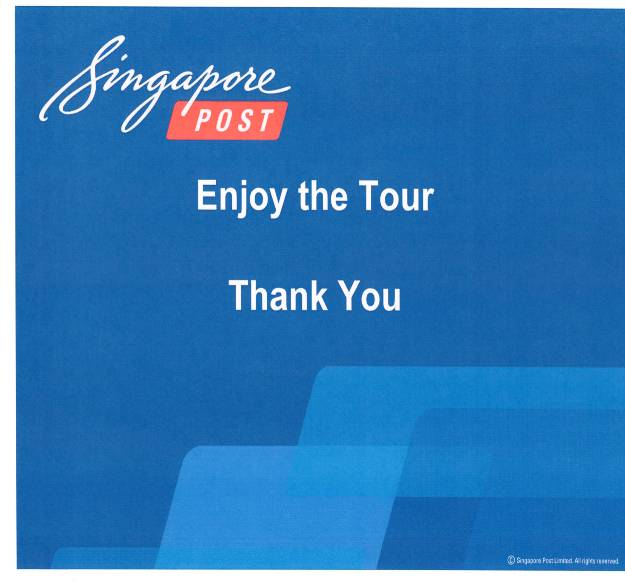 Singapore
POST
Enjoy the Tour
Thank You
© Singapore Post Limited. All rights reserved.